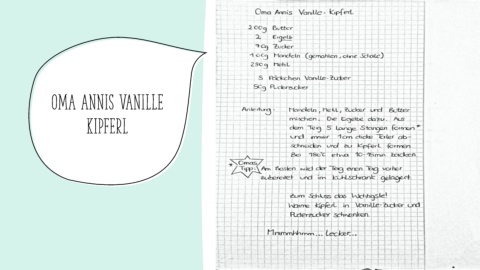 OMA ANNIS VANILLE
KIPFERL
Oma Annis Vanille-Kipferl
200g Butter
2 Eigelb
90g Zucker
100g Mandeln (gemahlen, ohne Schale)
250g Mehl
5 Päckchen Vanille-Zucker
50g Puderzucker
Anleitung: Mandeln, Mehl, Zucker und Butter
mischen. Die Eigelbe dazu. Aus
dem Teig 5 lange Stangen formen*
und immer 1cm dicke Teile ab-
schneiden und zu Kipferl formen.
Bei 180°C etwa 10-15min backen.
* Omas Tipp: Am besten wird der Teig einen Tag vorher
zubereitet und im Kühlschrank gelagert.
Zum Schluss das Wichtigste!
Warme Kipferl in Vanille-Zucker und
Puderzucker schwenken.
Mmmmhhmm... Lecker...